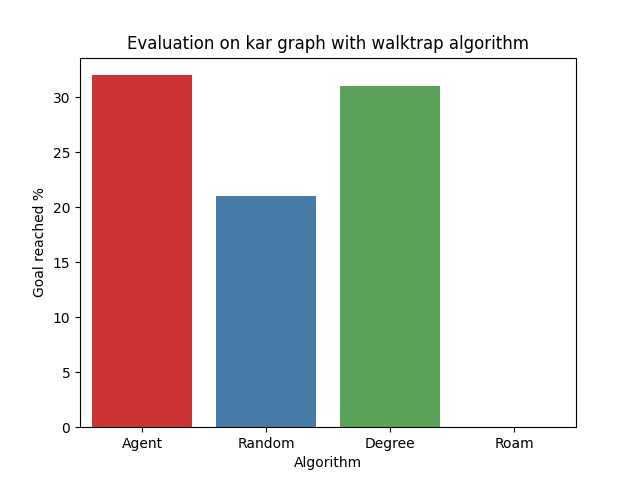 Evaluation on kar graph with walktrap algorithm
Goal reached %
30
25
20
15
10
5
0
Agent Random Degree Roam
Algorithm